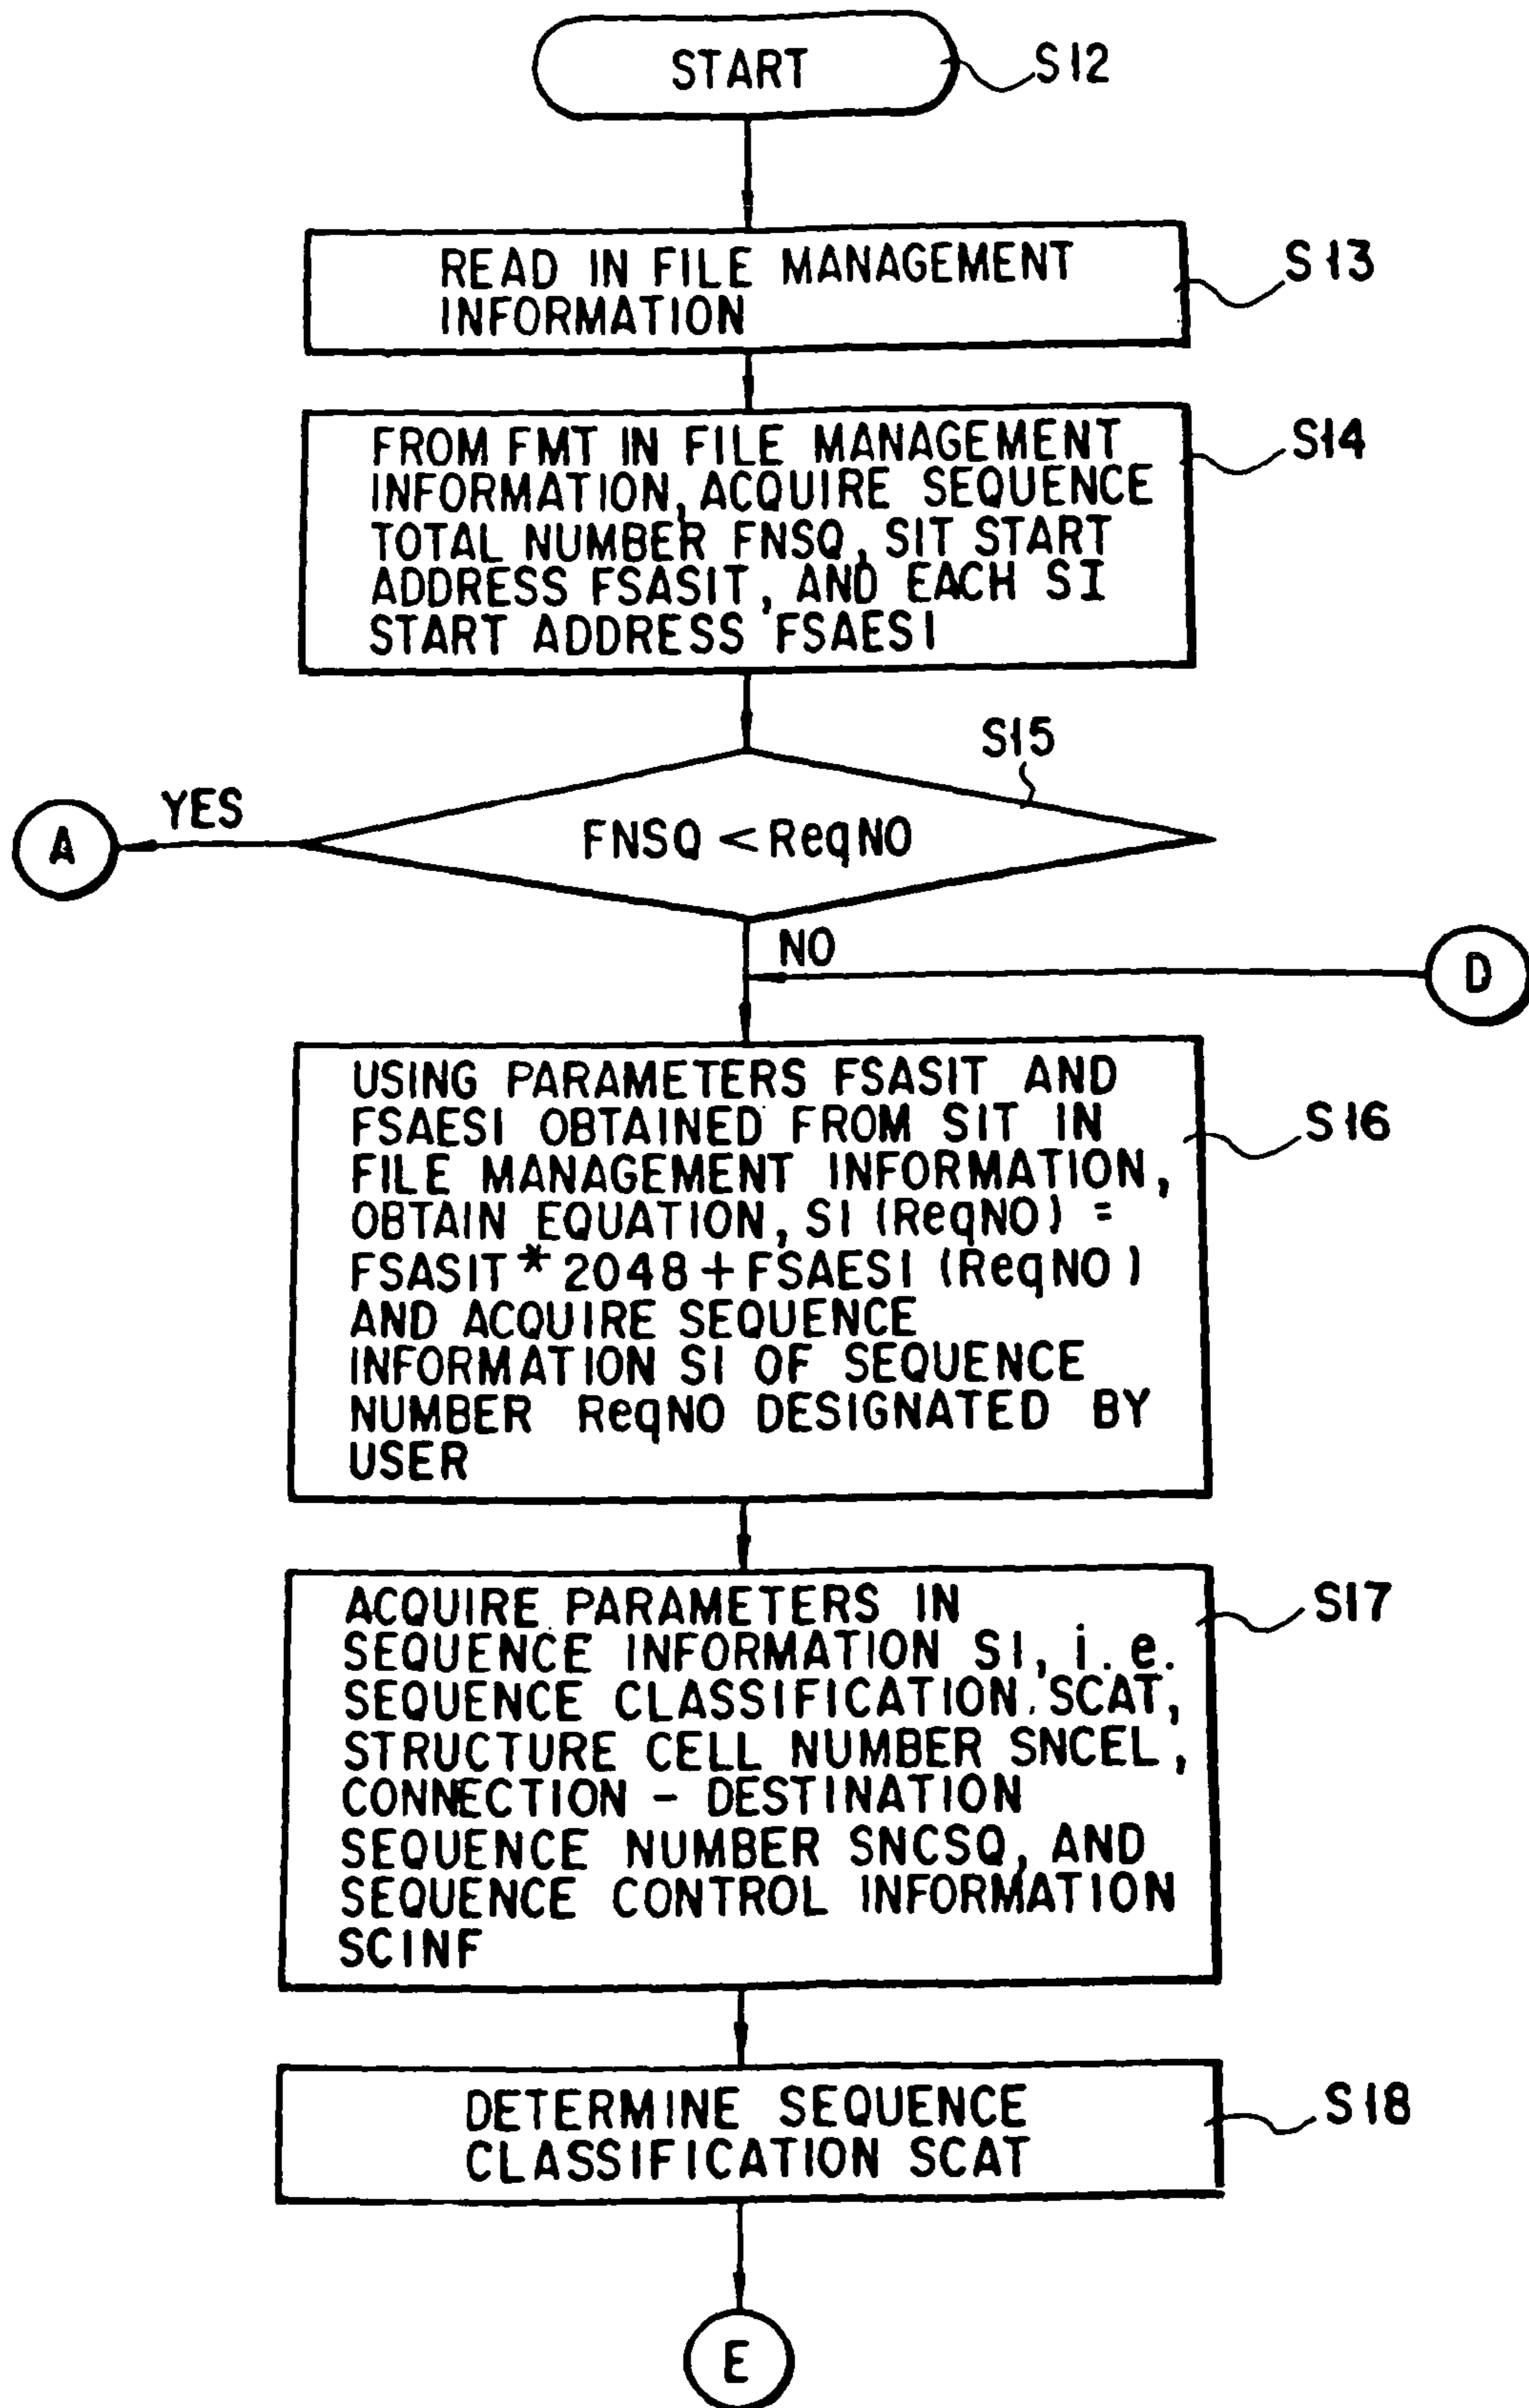 START
S12
READ IN FILE MANAGEMENT
INFORMATION
S13
FROM FMT IN FILE MANAGEMENT
INFORMATION, ACQUIRE SEQUENCE
TOTAL NUMBER FNSQ, SIT START
ADDRESS FSASIT, AND EACH SI
START ADDRESS FSAESI
S14
S15
FNSQ < ReqNO
YES
A
NO
D
USING PARAMETERS FSASIT AND
FSAESI OBTAINED FROM SIT IN
FILE MANAGEMENT INFORMATION,
OBTAIN EQUATION, SI (ReqNO) =
FSASIT * 2048 + FSAESI (ReqNO)
AND ACQUIRE SEQUENCE
INFORMATION SI OF SEQUENCE
NUMBER ReqNO DESIGNATED BY
USER
S16
ACQUIRE PARAMETERS IN
SEQUENCE INFORMATION SI, i.e.
SEQUENCE CLASSIFICATION SCAT,
STRUCTURE CELL NUMBER SNCEL,
CONNECTION - DESTINATION
SEQUENCE NUMBER SNCSQ, AND
SEQUENCE CONTROL INFORMATION
SCINF
S17
DETERMINE SEQUENCE
CLASSIFICATION SCAT
S18
E